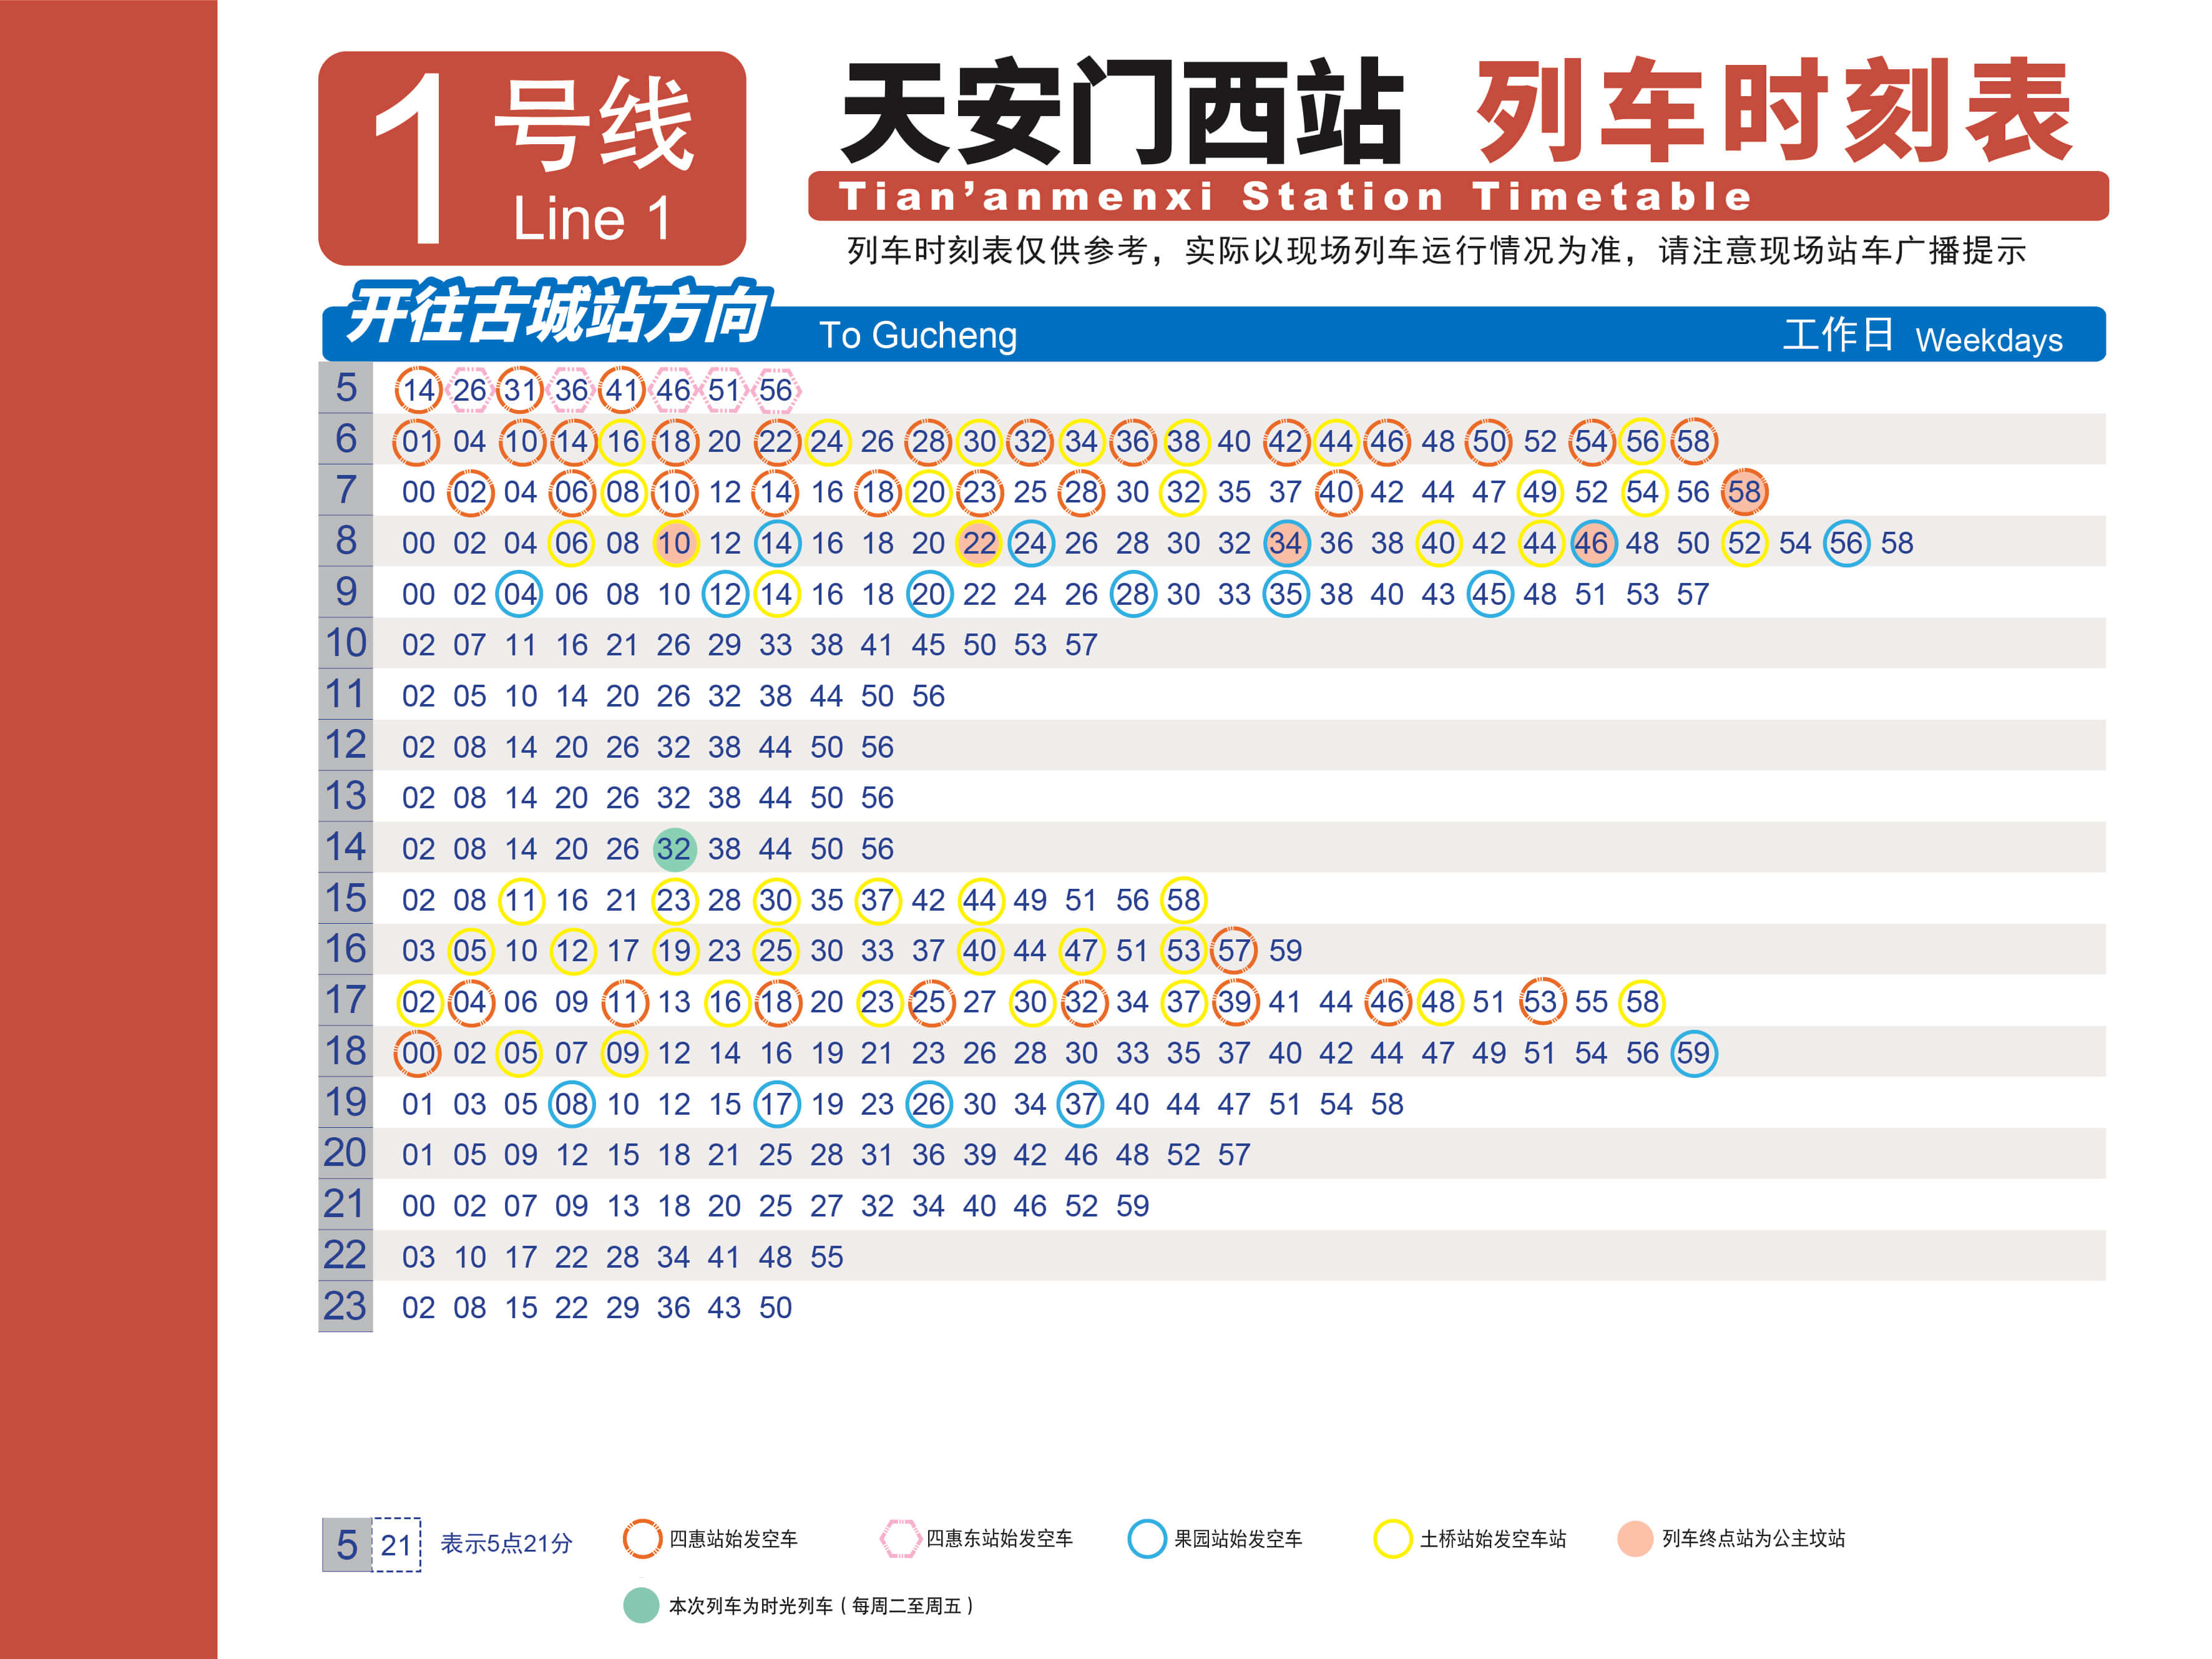 1号线
Line 1
天安门西站 列车时刻表
Tian'anmenxi Station Timetable
列车时刻表仅供参考，实际以现场列车运行情况为准，请注意现场站车广播提示
开往古城站方向 To Gucheng 工作日 Weekdays
5 14 26 31 36 41 46 51 56
6 01 04 10 14 16 18 20 22 24 26 28 30 32 34 36 38 40 42 44 46 48 50 52 54 56 58
7 00 02 04 06 08 10 12 14 16 18 20 23 25 28 30 32 35 37 40 42 44 47 49 52 54 56 58
8 00 02 04 06 08 10 12 14 16 18 20 22 24 26 28 30 32 34 36 38 40 42 44 46 48 50 52 54 56 58
9 00 02 04 06 08 10 12 14 16 18 20 22 24 26 28 30 33 35 38 40 43 45 48 51 53 57
10 02 07 11 16 21 26 29 33 38 41 45 50 53 57
11 02 05 10 14 20 26 32 38 44 50 56
12 02 08 14 20 26 32 38 44 50 56
13 02 08 14 20 26 32 38 44 50 56
14 02 08 14 20 26 32 38 44 50 56
15 02 08 11 16 21 23 28 30 35 37 42 44 49 51 56 58
16 03 05 10 12 17 19 23 25 30 33 37 40 44 47 51 53 57 59
17 02 04 06 09 11 13 16 18 20 23 25 27 30 32 34 37 39 41 44 46 48 51 53 55 58
18 00 02 05 07 09 12 14 16 19 21 23 26 28 30 33 35 37 40 42 44 47 49 51 54 56 59
19 01 03 05 08 10 12 15 17 19 23 26 30 34 37 40 44 47 51 54 58
20 01 05 09 12 15 18 21 25 28 31 36 39 42 46 48 52 57
21 00 02 07 09 13 18 20 25 27 32 34 40 46 52 59
22 03 10 17 22 28 34 41 48 55
23 02 08 15 22 29 36 43 50
5 21 表示5点21分 四惠站始发空车 四惠东站始发空车 果园站始发空车 土桥站始发空车站 列车终点站为公主坟站
本次列车为时光列车（每周二至周五）